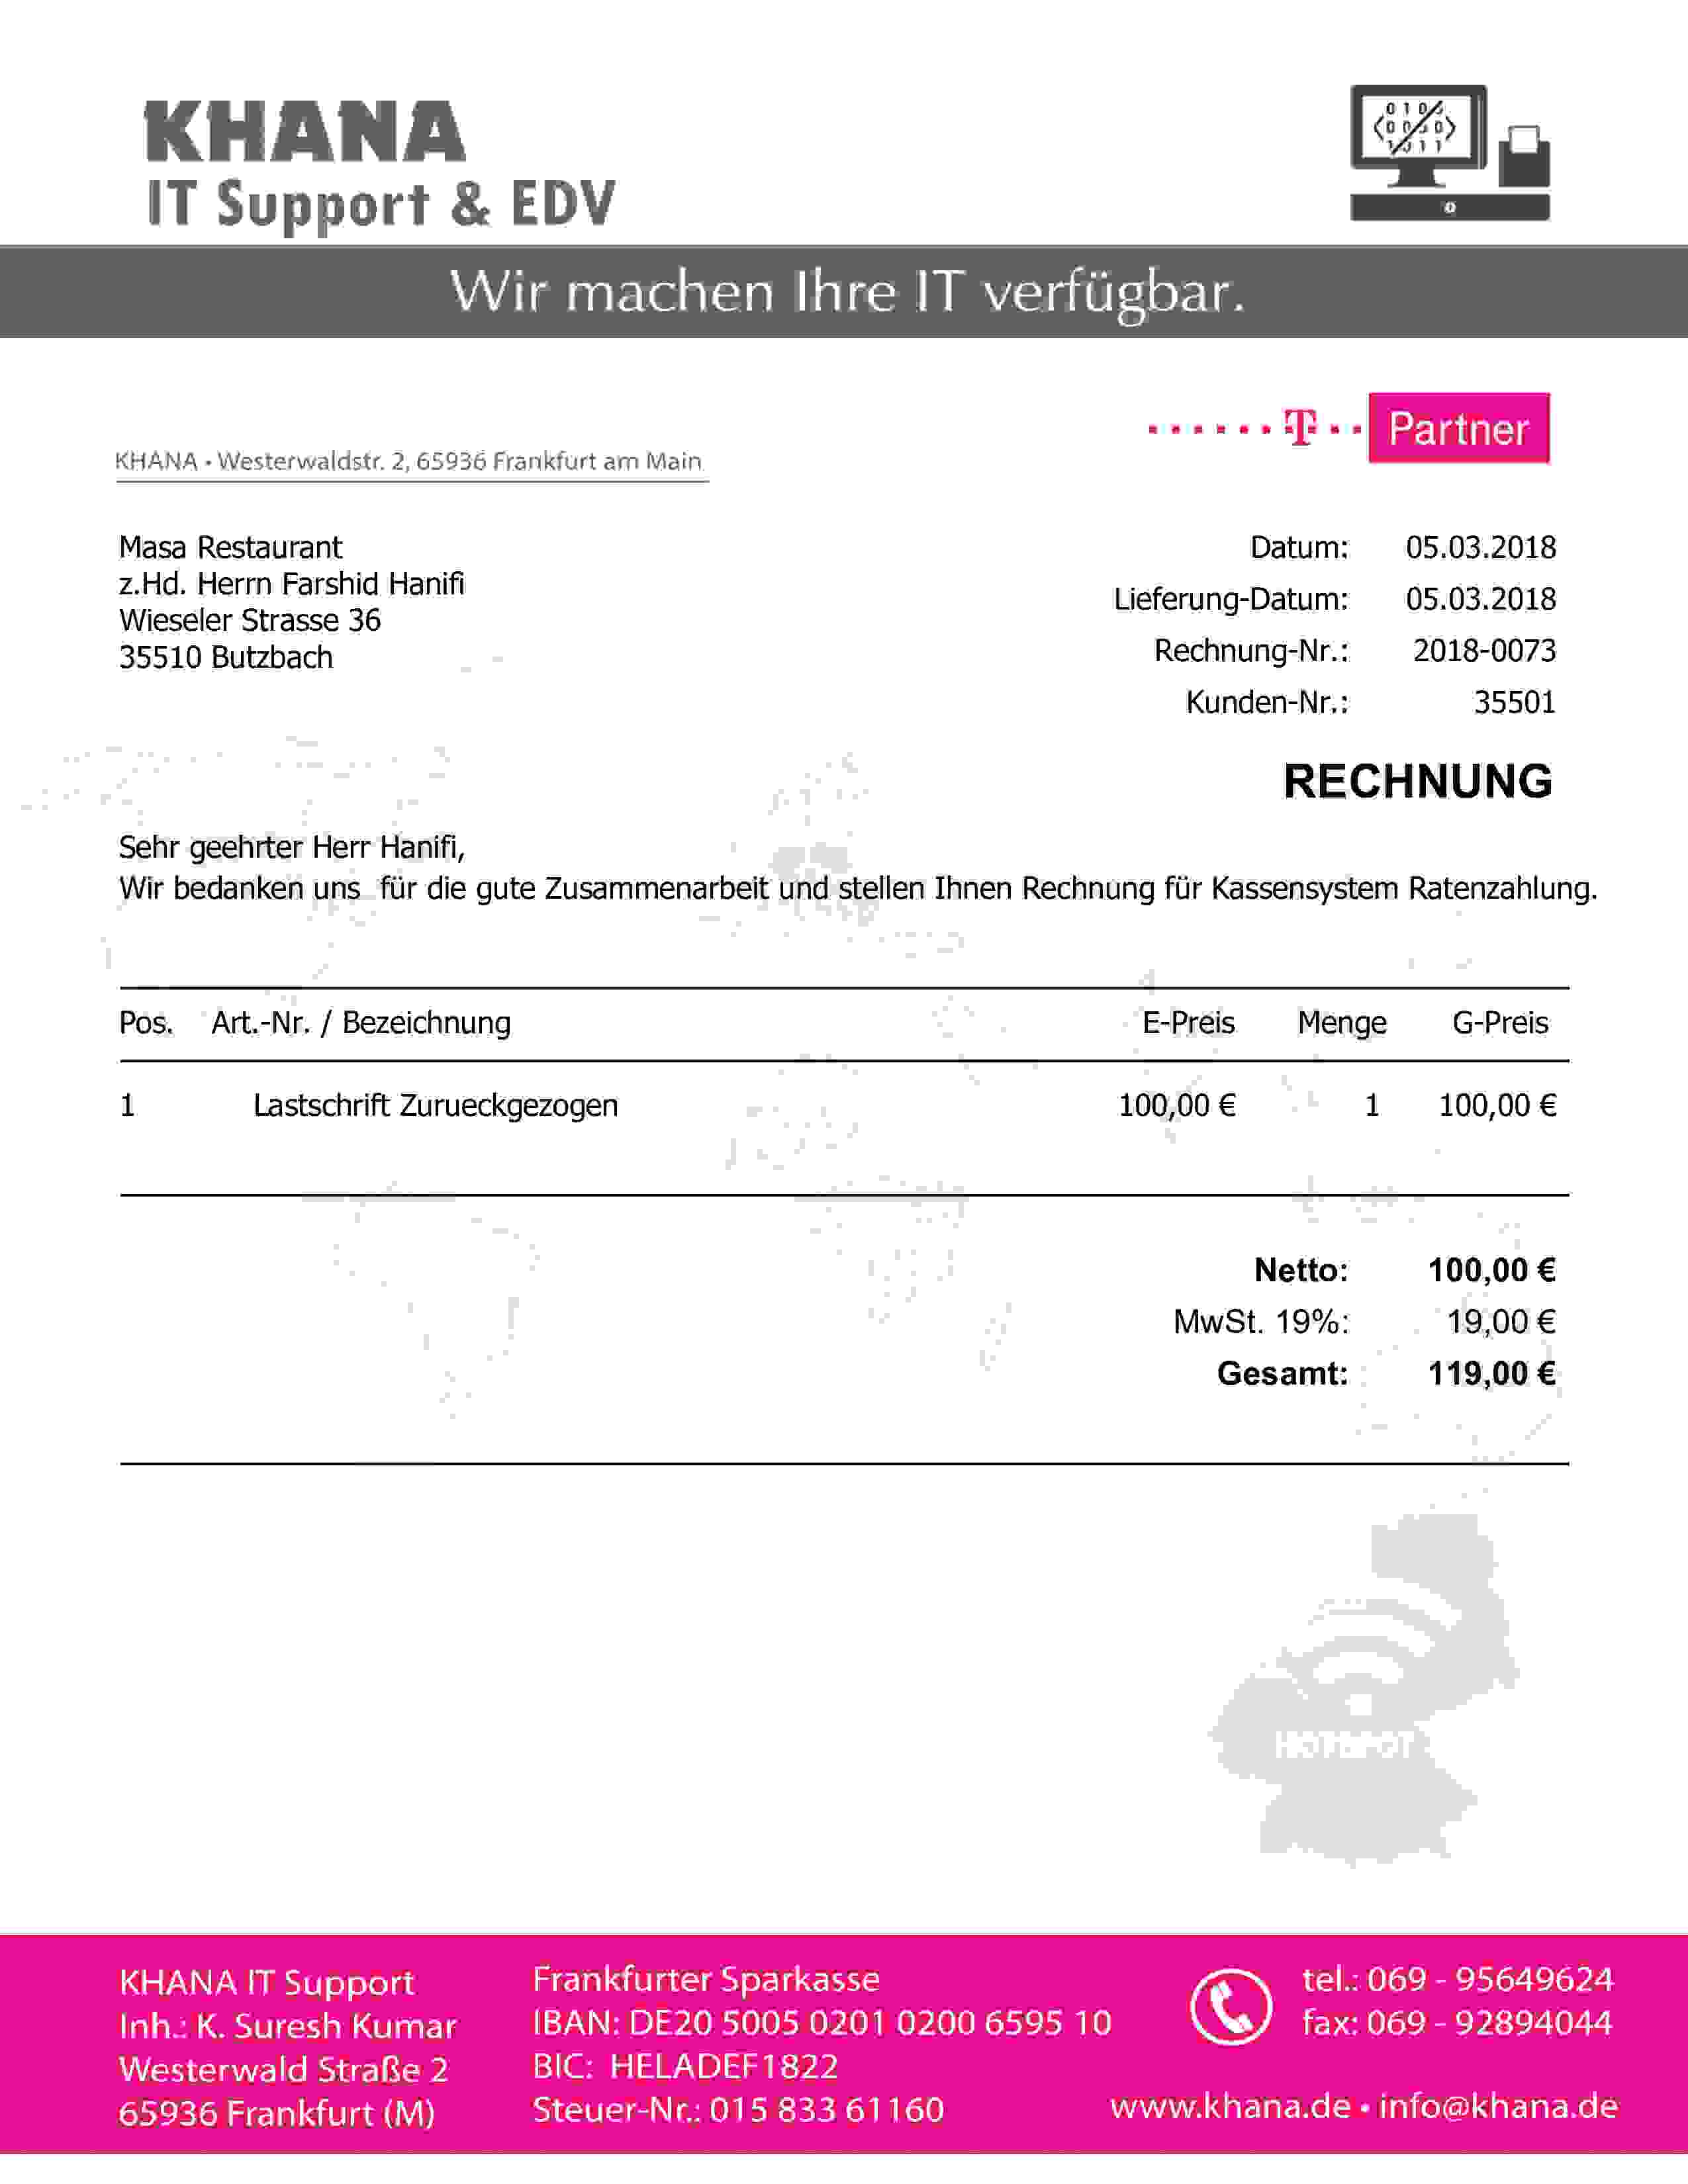 KHANA
IT Support & EDV
Wir machen Ihre IT verfügbar.
T Partner
KHANA • Westerwaldstr. 2, 65936 Frankfurt am Main
Masa Restaurant
z.Hd. Herrn Farshid Hanifi
Wieseler Strasse 36
35510 Butzbach
Datum: 05.03.2018
Lieferung-Datum: 05.03.2018
Rechnung-Nr.: 2018-0073
Kunden-Nr.: 35501
RECHNUNG
Sehr geehrter Herr Hanifi,
Wir bedanken uns für die gute Zusammenarbeit und stellen Ihnen Rechnung für Kassensystem Ratenzahlung.
Pos. Art.-Nr. / Bezeichnung E-Preis Menge G-Preis
1 Lastschrift Zurueckgezogen 100,00 € 1 100,00 €
Netto: 100,00 €
MwSt. 19%: 19,00 €
Gesamt: 119,00 €
KHANA IT Support
Inh.: K. Suresh Kumar
Westerwald Straße 2
65936 Frankfurt (M)
Frankfurter Sparkasse
IBAN: DE20 5005 0201 0200 6595 10
BIC: HELADEF1822
Steuer-Nr.: 015 833 61160
tel.: 069 - 95649624
fax: 069 - 92894044
www.khana.de • info@khana.de